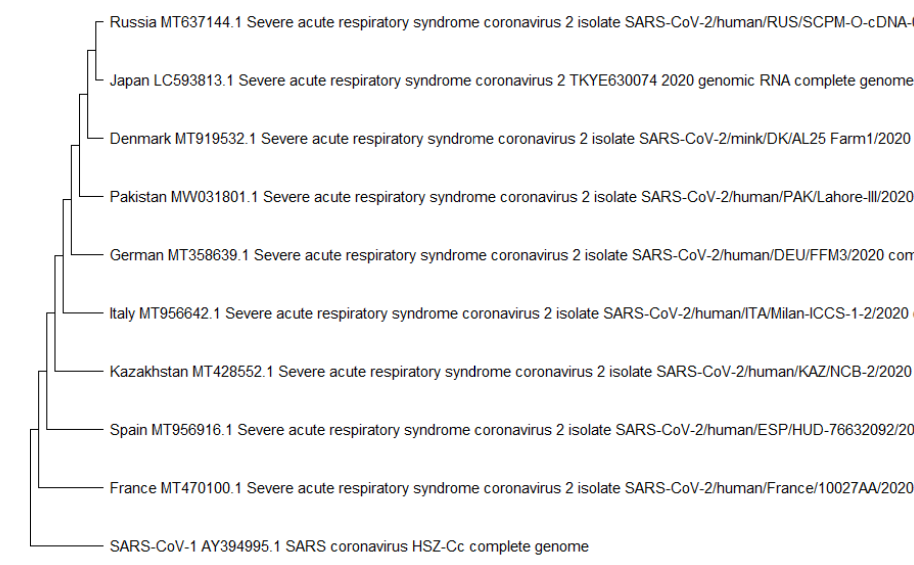 Russia MT637144.1 Severe acute respiratory syndrome coronavirus 2 isolate SARS-CoV-2/human/RUS/SCPM-O-cDNA-
Japan LC593813.1 Severe acute respiratory syndrome coronavirus 2 TKYE630074 2020 genomic RNA complete genome
Denmark MT919532.1 Severe acute respiratory syndrome coronavirus 2 isolate SARS-CoV-2/mink/DK/AL25 Farm1/2020
Pakistan MW031801.1 Severe acute respiratory syndrome coronavirus 2 isolate SARS-CoV-2/human/PAK/Lahore-III/2020
German MT358639.1 Severe acute respiratory syndrome coronavirus 2 isolate SARS-CoV-2/human/DEU/FFM3/2020 com
Italy MT956642.1 Severe acute respiratory syndrome coronavirus 2 isolate SARS-CoV-2/human/ITA/Milan-ICCS-1-2/2020
Kazakhstan MT428552.1 Severe acute respiratory syndrome coronavirus 2 isolate SARS-CoV-2/human/KAZ/NCB-2/2020
Spain MT956916.1 Severe acute respiratory syndrome coronavirus 2 isolate SARS-CoV-2/human/ESP/HUD-76632092/20
France MT470100.1 Severe acute respiratory syndrome coronavirus 2 isolate SARS-CoV-2/human/France/10027AA/2020
SARS-CoV-1 AY394995.1 SARS coronavirus HSZ-Cc complete genome